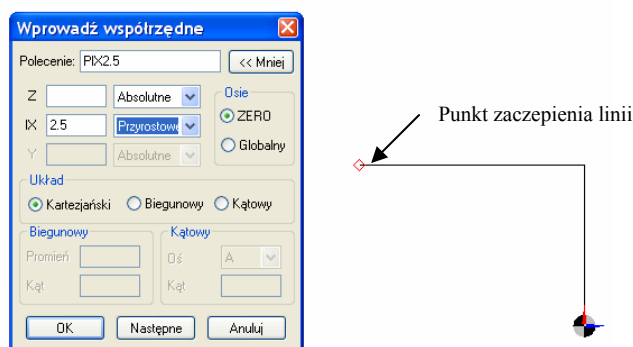 Wprowadź współrzędne
Polecenie: PIX2.5 << Mniej
Z Absolutne
IX 2.5 Przyrostowe
Y Absolutne
Osie
ZERO
Globalny
Układ
Kartezjański Biegunowy Kątowy
Biegunowy
Promień
Kąt
Kątowy
Oś A
Kąt
OK Następne Anuluj
Punkt zaczepienia linii